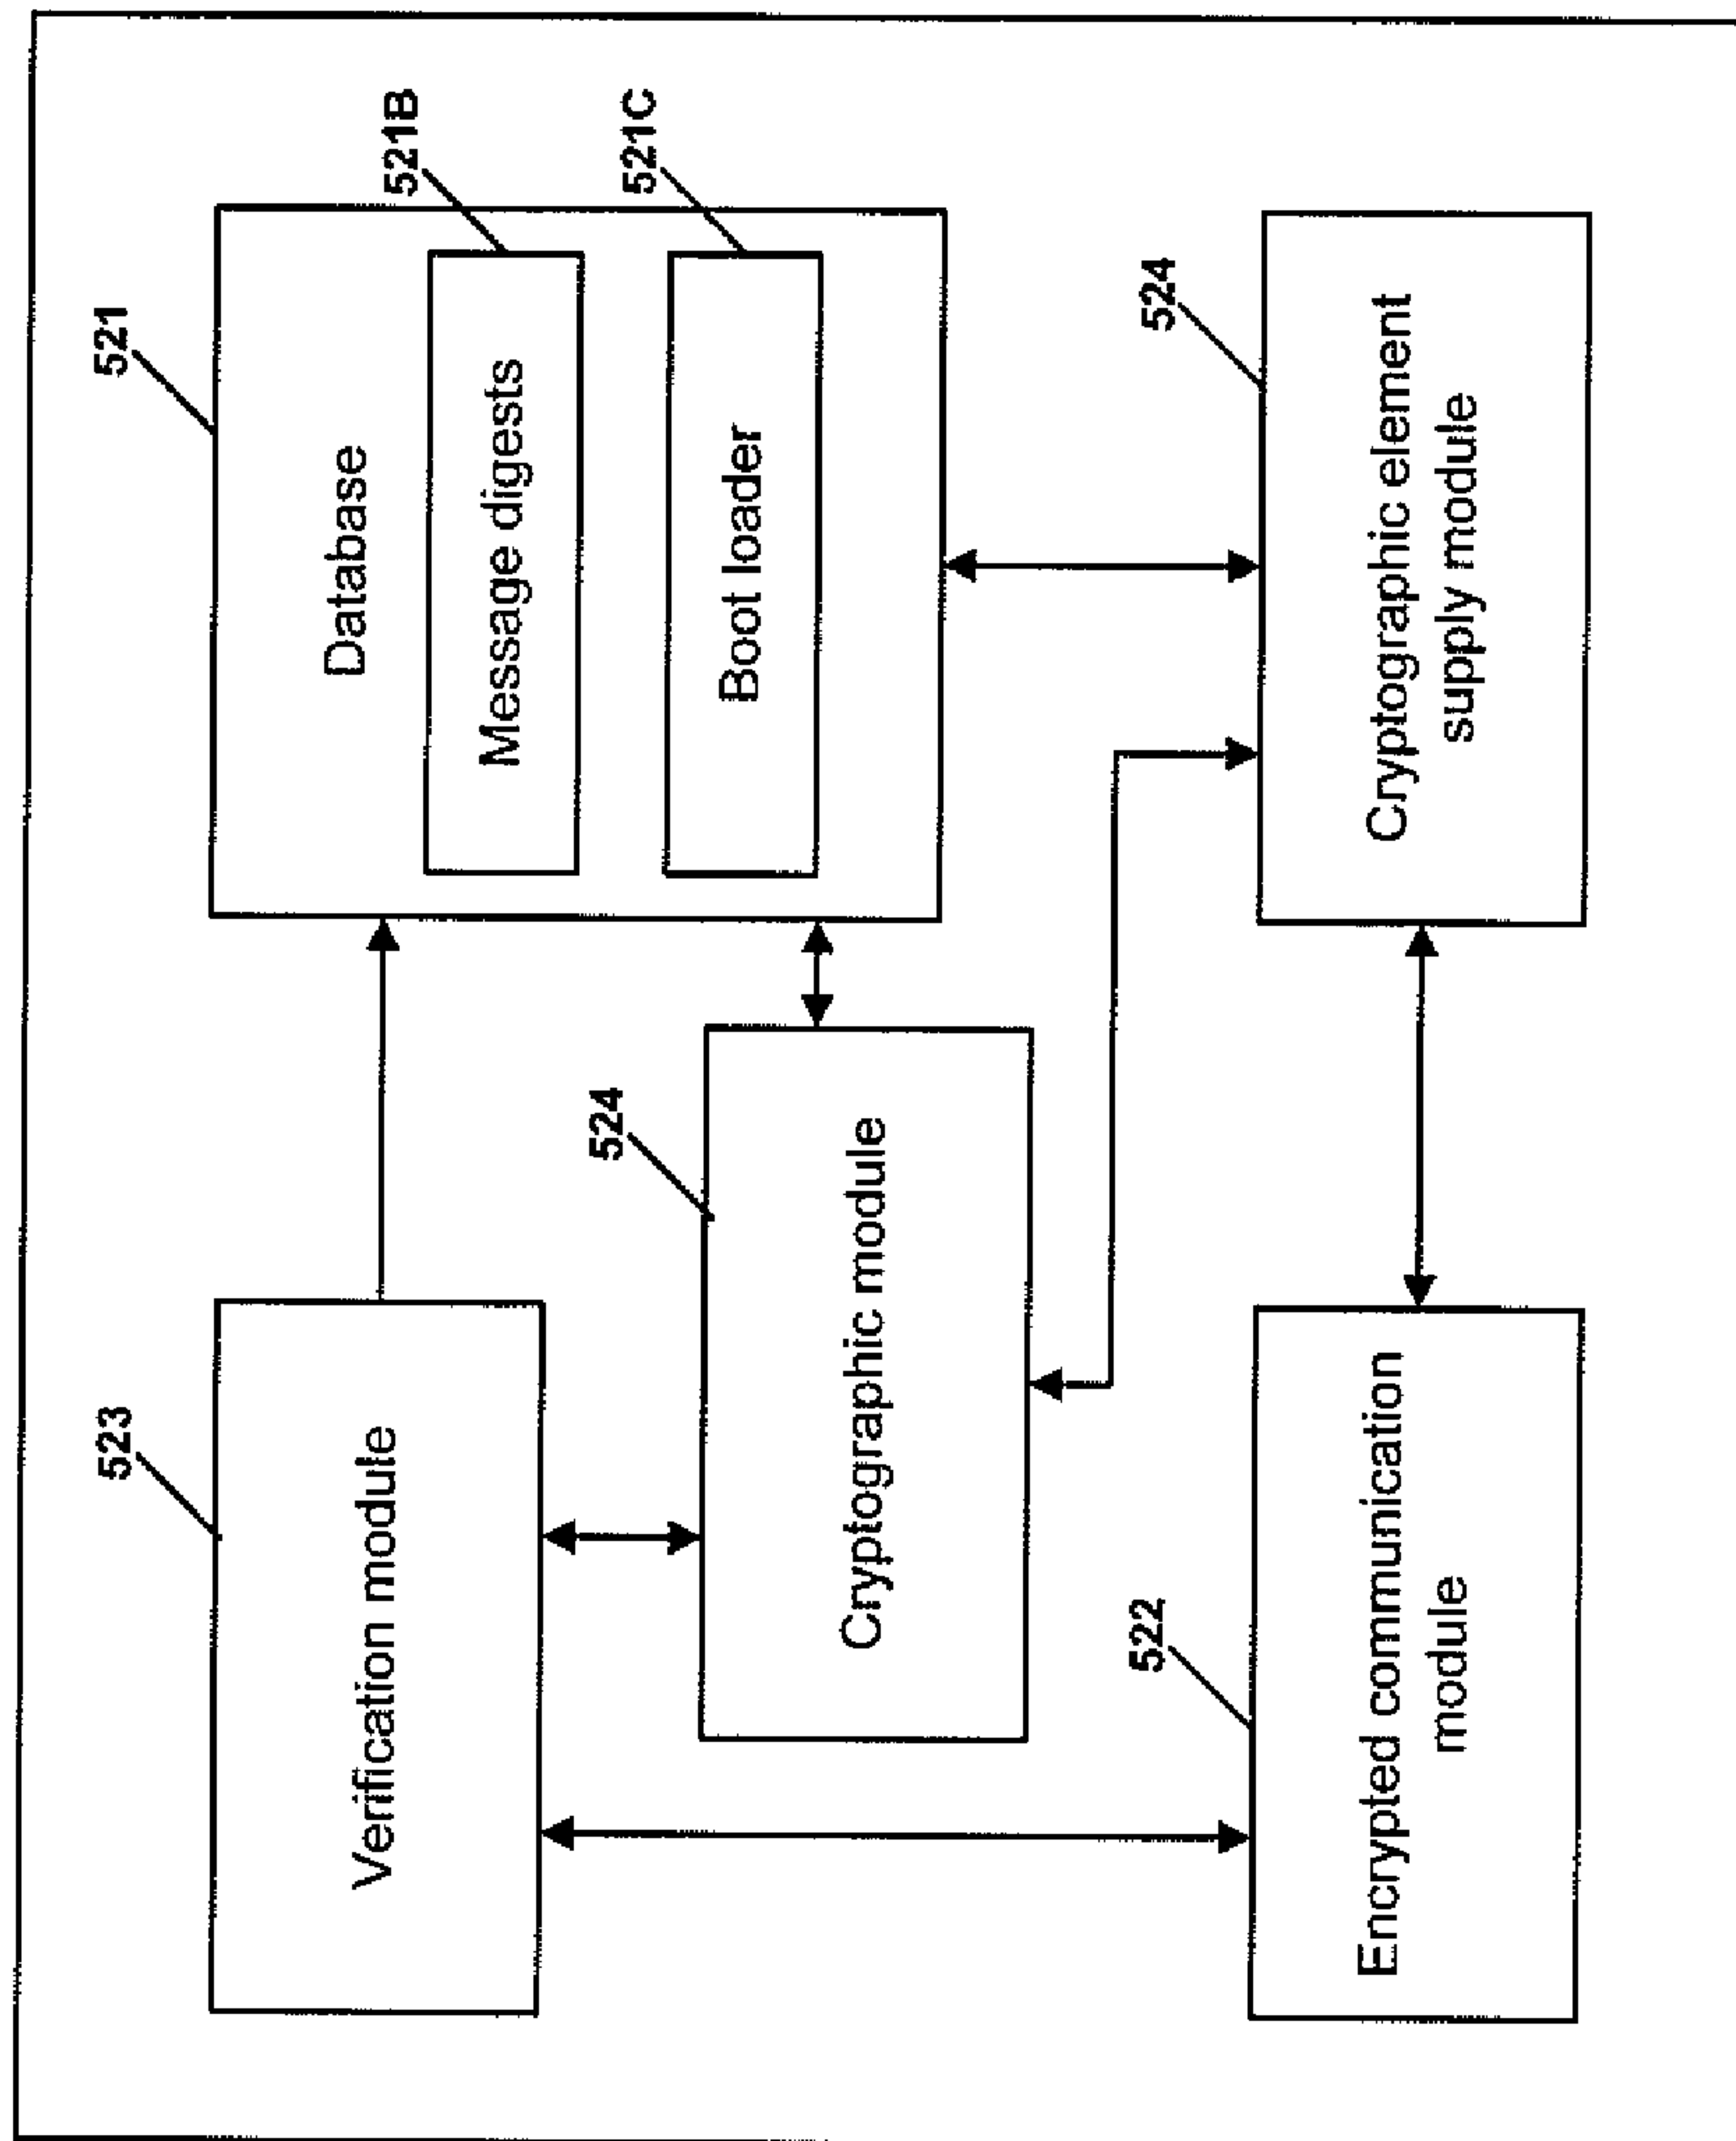 523
Verification module
521
Database
521B
Message digests
521C
Boot loader
524
Cryptographic module
522
Encrypted communication
module
524
Cryptographic element
supply module